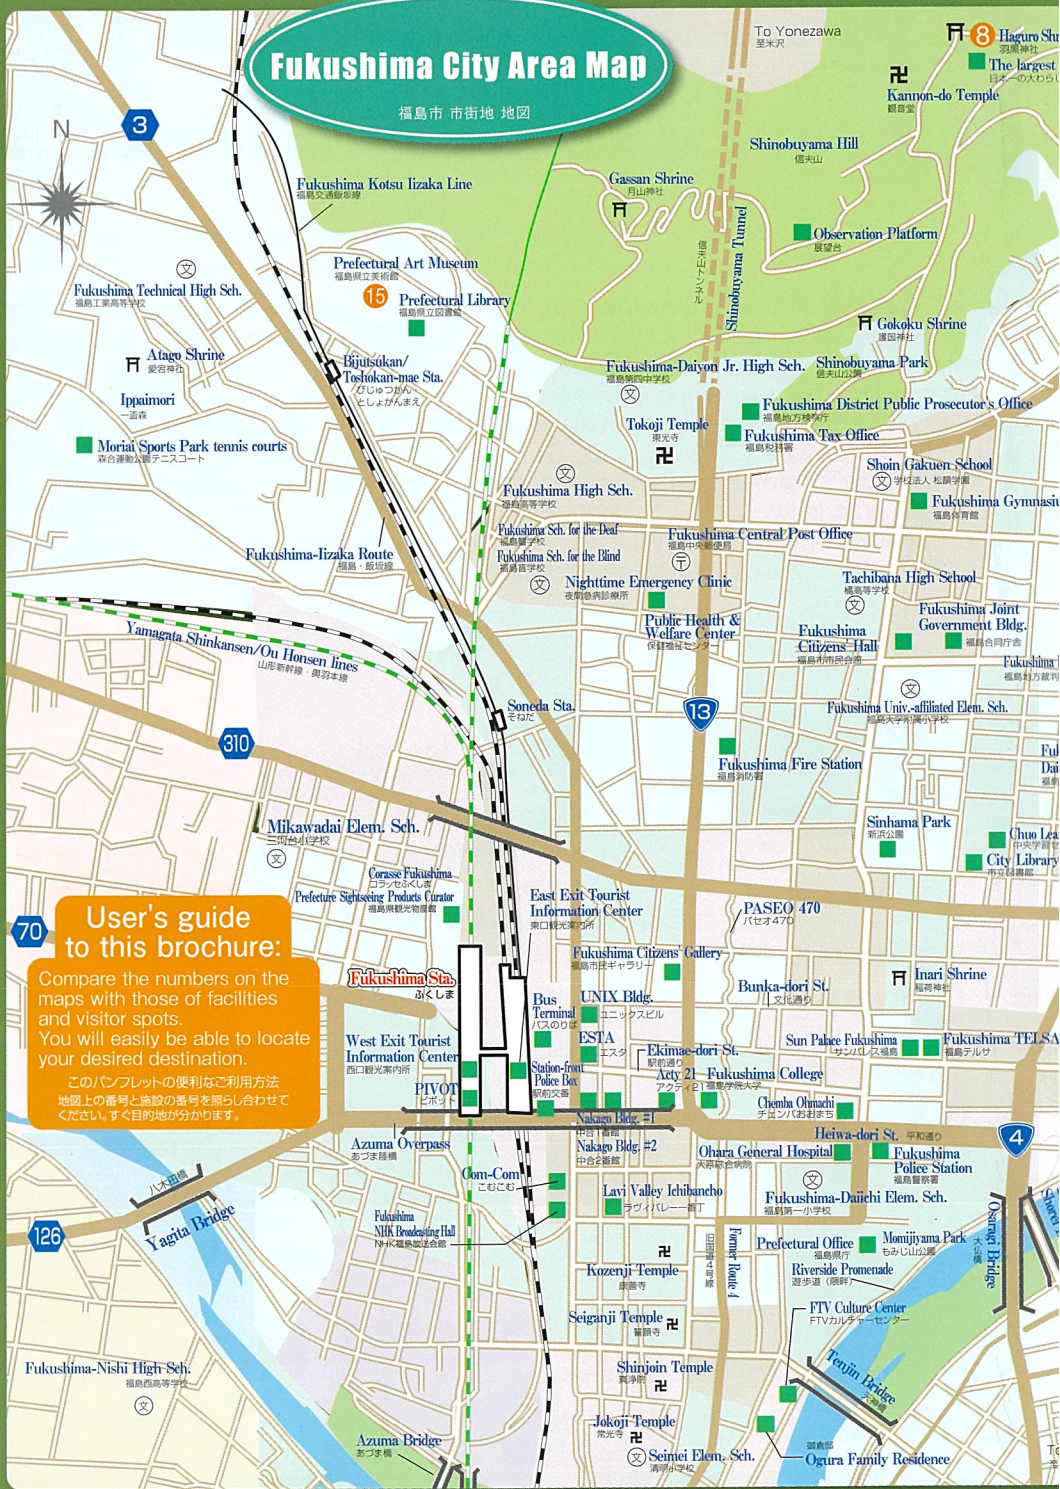 Fukushima City Area Map
福島市 市街地 地図
To Yonezawa
至米沢
8
Haguro Shr
羽黒神社
The largest
日本一の大わらじ
Kannon-do Temple
観音堂
Shinobuyama Hill
信夫山
N
3
Fukushima Kotsu Iizaka Line
福島交通飯坂線
Gassan Shrine
月山神社
Shinobuyama Tunnel
信夫山トンネル
Observation Platform
展望台
Prefectural Art Museum
福島県立美術館
15
Prefectural Library
福島県立図書館
文
Fukushima Technical High Sch.
福島工業高等学校
Gokoku Shrine
護国神社
Atago Shrine
愛宕神社
Bijutsukan/
Toshokan-mae Sta.
びじゅつかん
としょかんまえ
Fukushima-Daiyon Jr. High Sch.
福島第四中学校
文
Shinobuyama Park
信夫山公園
Ippaimori
一盃森
Fukushima District Public Prosecutor's Office
福島地方検察庁
Moriai Sports Park tennis courts
森合運動公園テニスコート
Tokoji Temple
東光寺
Fukushima Tax Office
福島税務署
文
Fukushima High Sch.
福島高等学校
Shoin Gakuen School
文 学校法人 松韻学園
Fukushima Gymnasiu
福島体育館
Fukushima Sch. for the Deaf
福島聾学校
Fukushima Sch. for the Blind
福島盲学校
文
Fukushima Central Post Office
福島中央郵便局
Fukushima-Iizaka Route
福島・飯坂線
Nighttime Emergency Clinic
夜間急病診療所
Tachibana High School
橘高等学校
文
Public Health &
Welfare Center
保健福祉センター
Fukushima Joint
Government Bldg.
福島合同庁舎
Fukushima
Citizens' Hall
福島市市民会館
Yamagata Shinkansen/Ou Honsen lines
山形新幹線・奥羽本線
Fukushima
福島地方裁判
文
Fukushima Univ.-affiliated Elem. Sch.
福島大学附属小学校
Soneda Sta.
そねだ
13
310
Fukushima Fire Station
福島消防署
Fuk
Dai
福島
Mikawadai Elem. Sch.
三河台小学校
文
Sinhama Park
新浜公園
Chuo Lea
中央学習セ
City Library
市立図書館
Corasse Fukushima
コラッセふくしま
Prefecture Sightseeing Products Curator
福島県観光物産館
East Exit Tourist
Information Center
東口観光案内所
PASEO 470
パセオ470
70
User's guide
to this brochure:
Compare the numbers on the
maps with those of facilities
and visitor spots.
You will easily be able to locate
your desired destination.
このパンフレットの便利なご利用方法
地図上の番号と施設の番号を照らし合わせて
ください。すぐ目的地が分かります。
Fukushima Sta.
ふくしま
Fukushima Citizens' Gallery
福島市民ギャラリー
Bunka-dori St.
文化通り
Inari Shrine
稲荷神社
Bus
Terminal
バスのりば
UNIX Bldg.
ユニックスビル
ESTA
エスタ
West Exit Tourist
Information Center
西口観光案内所
Ekimae-dori St.
駅前通り
Sun Palace Fukushima
サンパレス福島
Fukushima TELSA
福島テルサ
Station-front
Police Box
駅前交番
PIVOT
ピボット
Acty 21
アクティ21
Fukushima College
福島学院大学
Chemba Ohmachi
チェンバおおまち
Nakago Bldg. #1
中合1番館
Nakago Bldg. #2
中合2番館
Azuma Overpass
あづま陸橋
Heiwa-dori St. 平和通り
4
Ohara General Hospital
大原綜合病院
Fukushima
Police Station
福島警察署
Com-Com
こむこむ
文
Fukushima-Daiichi Elem. Sch.
福島第一小学校
Lavi Valley Ichibancho
ラヴィバレー一番丁
Fukushima
NHK Broadcasting Hall
NHK福島放送会館
八木田橋
Yagita Bridge
126
Osaragi Bridge
大仏橋
Former Route 4
旧国道4号線
Prefectural Office
福島県庁
Momijiyama Park
もみじ山公園
Kozenji Temple
康善寺
Riverside Promenade
遊歩道(隈畔)
Seiganji Temple
誓願寺
FTV Culture Center
FTVカルチャーセンター
Fukushima-Nishi High Sch.
福島西高等学校
文
Shinjoin Temple
真浄院
Tenjin Bridge
天神橋
Azuma Bridge
あづま橋
Jokoji Temple
常光寺
文 Seimei Elem. Sch.
清明小学校
御倉邸
Ogura Family Residence